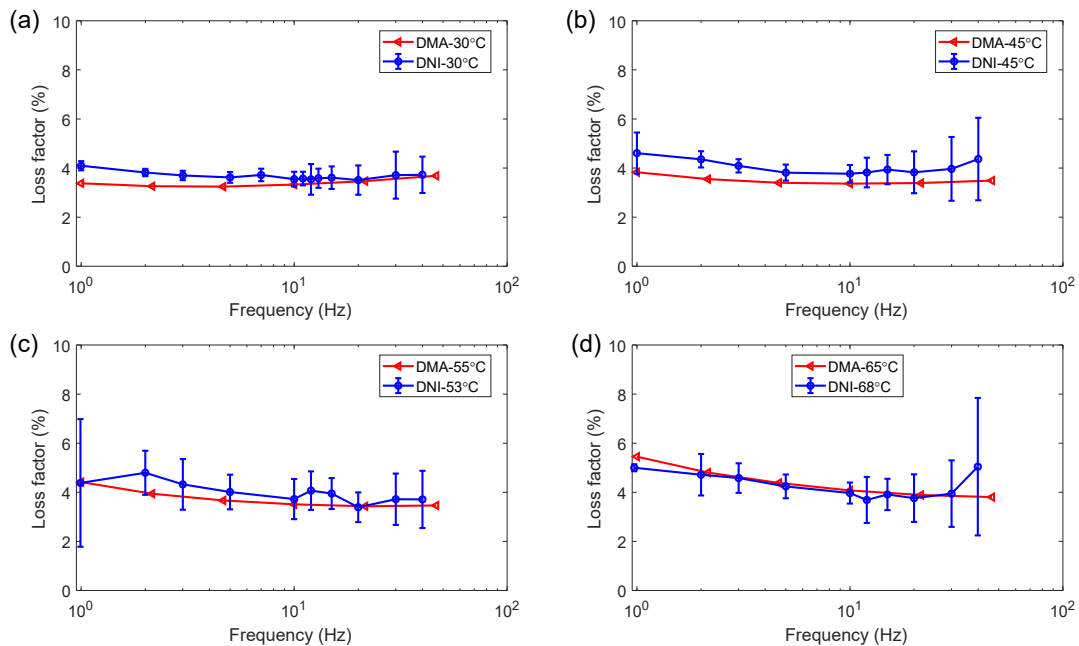 (a)
10
8
6
4
2
0
Loss factor (%)
10^0
10^1
10^2
Frequency (Hz)
DMA-30°C
DNI-30°C
(b)
10
8
6
4
2
0
Loss factor (%)
10^0
10^1
10^2
Frequency (Hz)
DMA-45°C
DNI-45°C
(c)
10
8
6
4
2
0
Loss factor (%)
10^0
10^1
10^2
Frequency (Hz)
DMA-55°C
DNI-53°C
(d)
10
8
6
4
2
0
Loss factor (%)
10^0
10^1
10^2
Frequency (Hz)
DMA-65°C
DNI-68°C